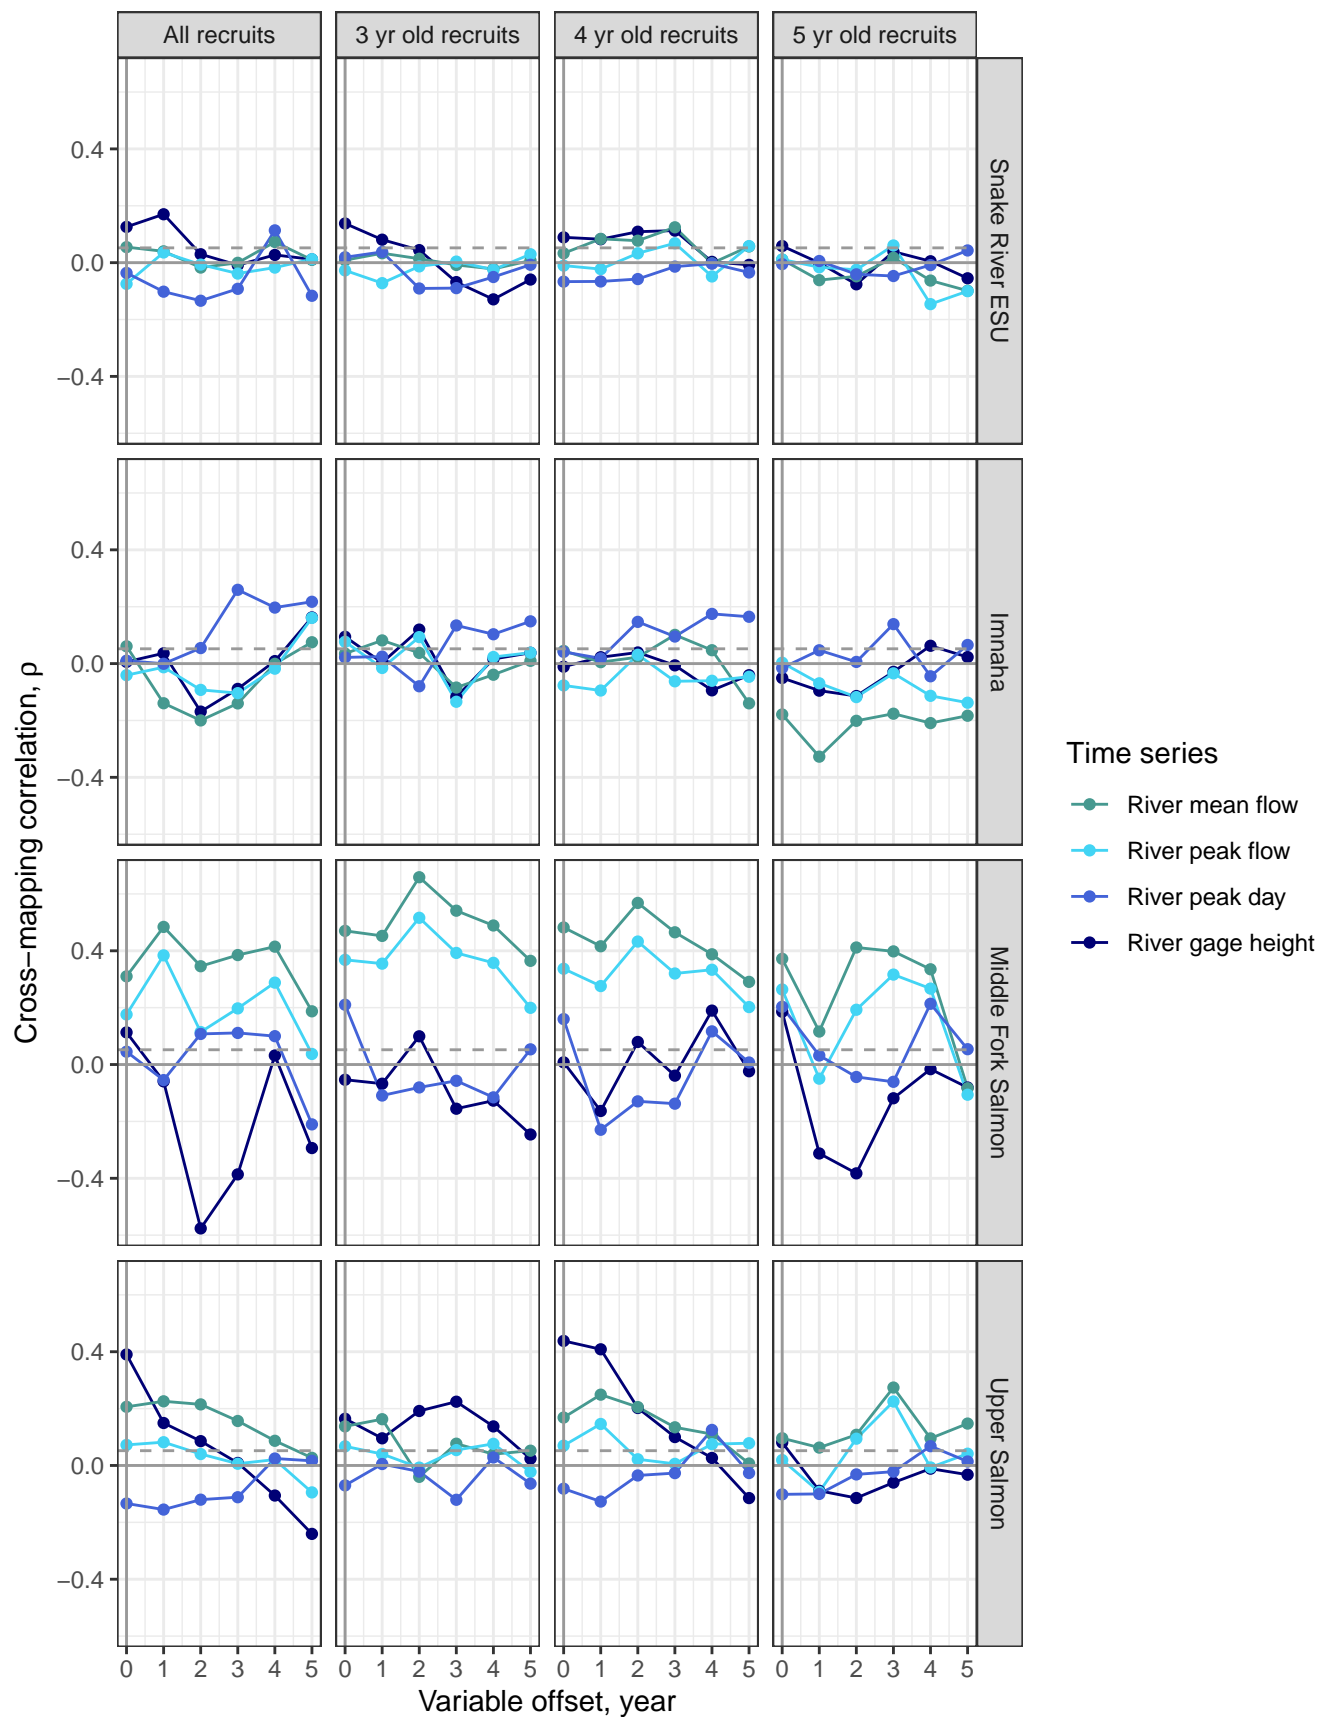 All recruits
3 yr old recruits
4 yr old recruits
5 yr old recruits
Cross−mapping correlation, ρ
0.4
0.0
−0.4
Snake River ESU
0.4
0.0
−0.4
Imnaha
0.4
0.0
−0.4
Middle Fork Salmon
0.4
0.0
−0.4
Upper Salmon
0 1 2 3 4 5
0 1 2 3 4 5
0 1 2 3 4 5
0 1 2 3 4 5
Variable offset, year
Time series
River mean flow
River peak flow
River peak day
River gage height